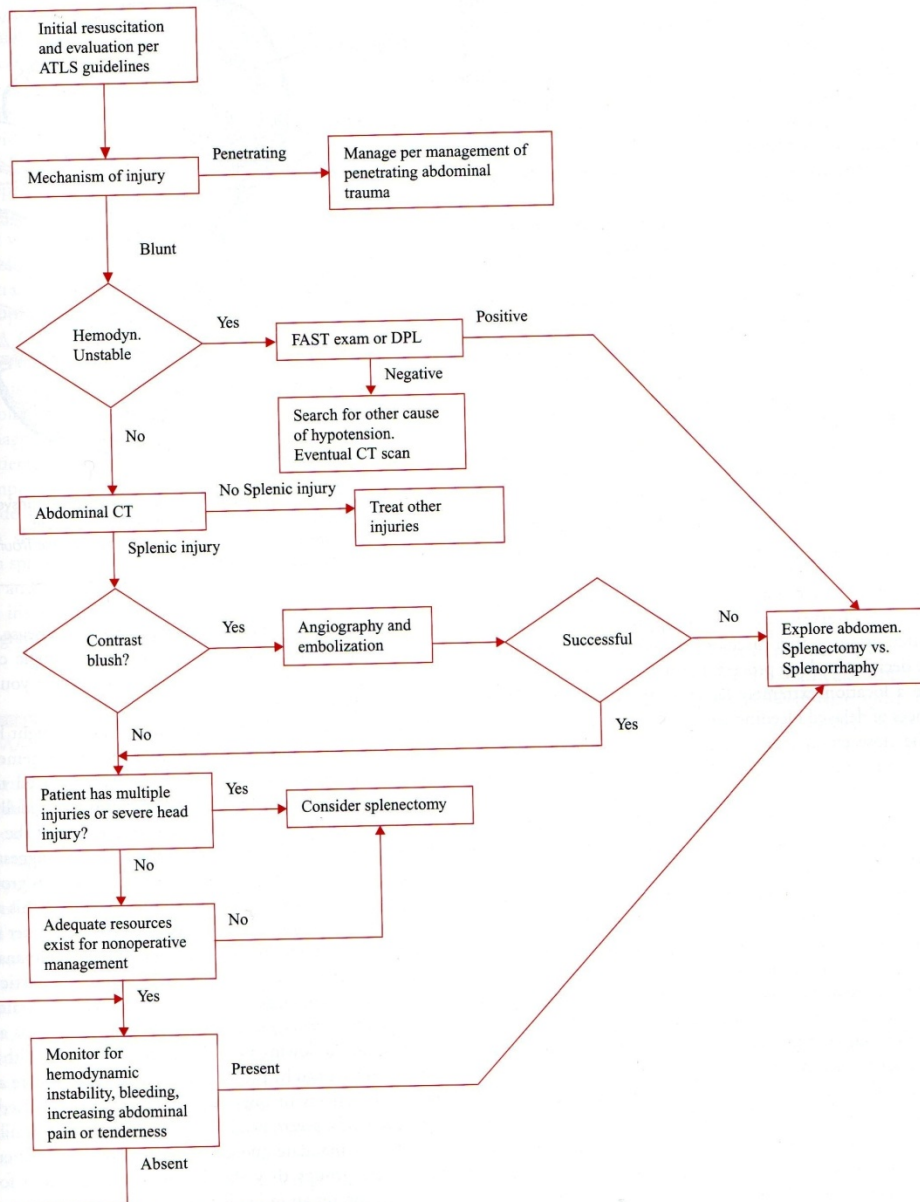 Initial resuscitation
and evaluation per
ATLS guidelines
Mechanism of injury
Penetrating
Manage per management of
penetrating abdominal
trauma
Blunt
Hemodyn.
Unstable
Yes
FAST exam or DPL
Positive
Negative
Search for other cause
of hypotension.
Eventual CT scan
No
Abdominal CT
No Splenic injury
Treat other
injuries
Splenic injury
Contrast
blush?
Yes
Angiography and
embolization
Successful
No
Explore abdomen.
Splenectomy vs.
Splenorrhaphy
No
Yes
Patient has multiple
injuries or severe head
injury?
Yes
Consider splenectomy
No
Adequate resources
exist for nonoperative
management
No
Yes
Monitor for
hemodynamic
instability, bleeding,
increasing abdominal
pain or tenderness
Present
Absent